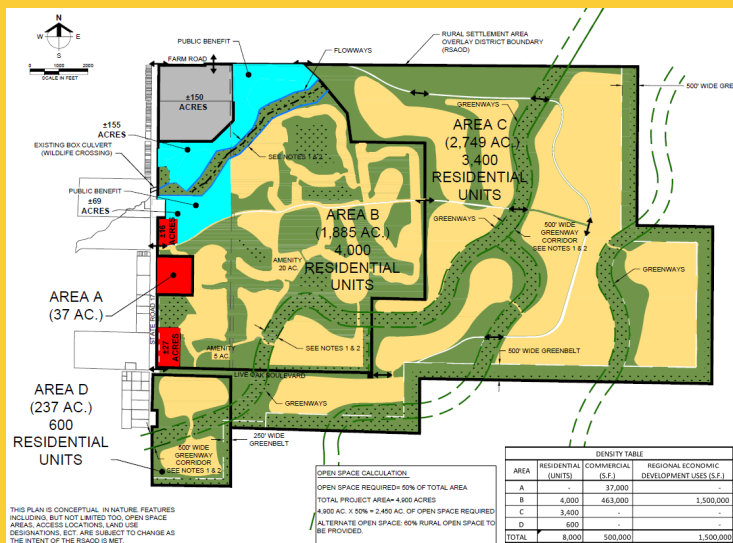 N
W
E
S
0
1000
2000
SCALE IN FEET
PUBLIC BENEFIT
FARM ROAD
FLOWWAYS
RURAL SETTLEMENT AREA
OVERLAY DISTRICT BOUNDARY
(RSAOD)
500' WIDE GRE
±150
ACRES
±155
ACRES
EXISTING BOX CULVERT
(WILDLIFE CROSSING)
SEE NOTES 1 & 2
PUBLIC BENEFIT
±69
ACRES
±16
ACRES
GREENWAYS
AREA C
(2,749 AC.)
3,400
RESIDENTIAL
UNITS
AREA B
(1,885 AC.)
4,000
RESIDENTIAL
UNITS
GREENWAYS
500' WIDE
GREENWAY
CORRIDOR
SEE NOTES 1 & 2
AMENITY
20 AC.
GREENWAYS
AREA A
(37 AC.)
STATE ROAD 17
±27
ACRES
AMENITY
5 AC.
SEE NOTES 1 & 2
500' WIDE GREENBELT
LIVE OAK BOULEVARD
AREA D
(237 AC.)
600
RESIDENTIAL
UNITS
GREENWAYS
500' WIDE
GREENWAY
CORRIDOR
SEE NOTES 1 & 2
250' WIDE
GREENBELT
THIS PLAN IS CONCEPTUAL IN NATURE. FEATURES
INCLUDING, BUT NOT LIMITED TOO, OPEN SPACE
AREAS, ACCESS LOCATIONS, LAND USE
DESIGNATIONS, ECT. ARE SUBJECT TO CHANGE AS
THE INTENT OF THE RSAOD IS MET.
OPEN SPACE CALCULATION
OPEN SPACE REQUIRED= 50% OF TOTAL AREA
TOTAL PROJECT AREA= 4,900 ACRES
4,900 AC. X 50% = 2,450 AC. OF OPEN SPACE REQUIRED
ALTERNATE OPEN SPACE: 60% RURAL OPEN SPACE TO
BE PROVIDED.
DENSITY TABLE
AREA RESIDENTIAL (UNITS) COMMERCIAL (S.F.) REGIONAL ECONOMIC DEVELOPMENT USES (S.F.)
A - 37,000 -
B 4,000 463,000 1,500,000
C 3,400 - -
D 600 - -
TOTAL 8,000 500,000 1,500,000